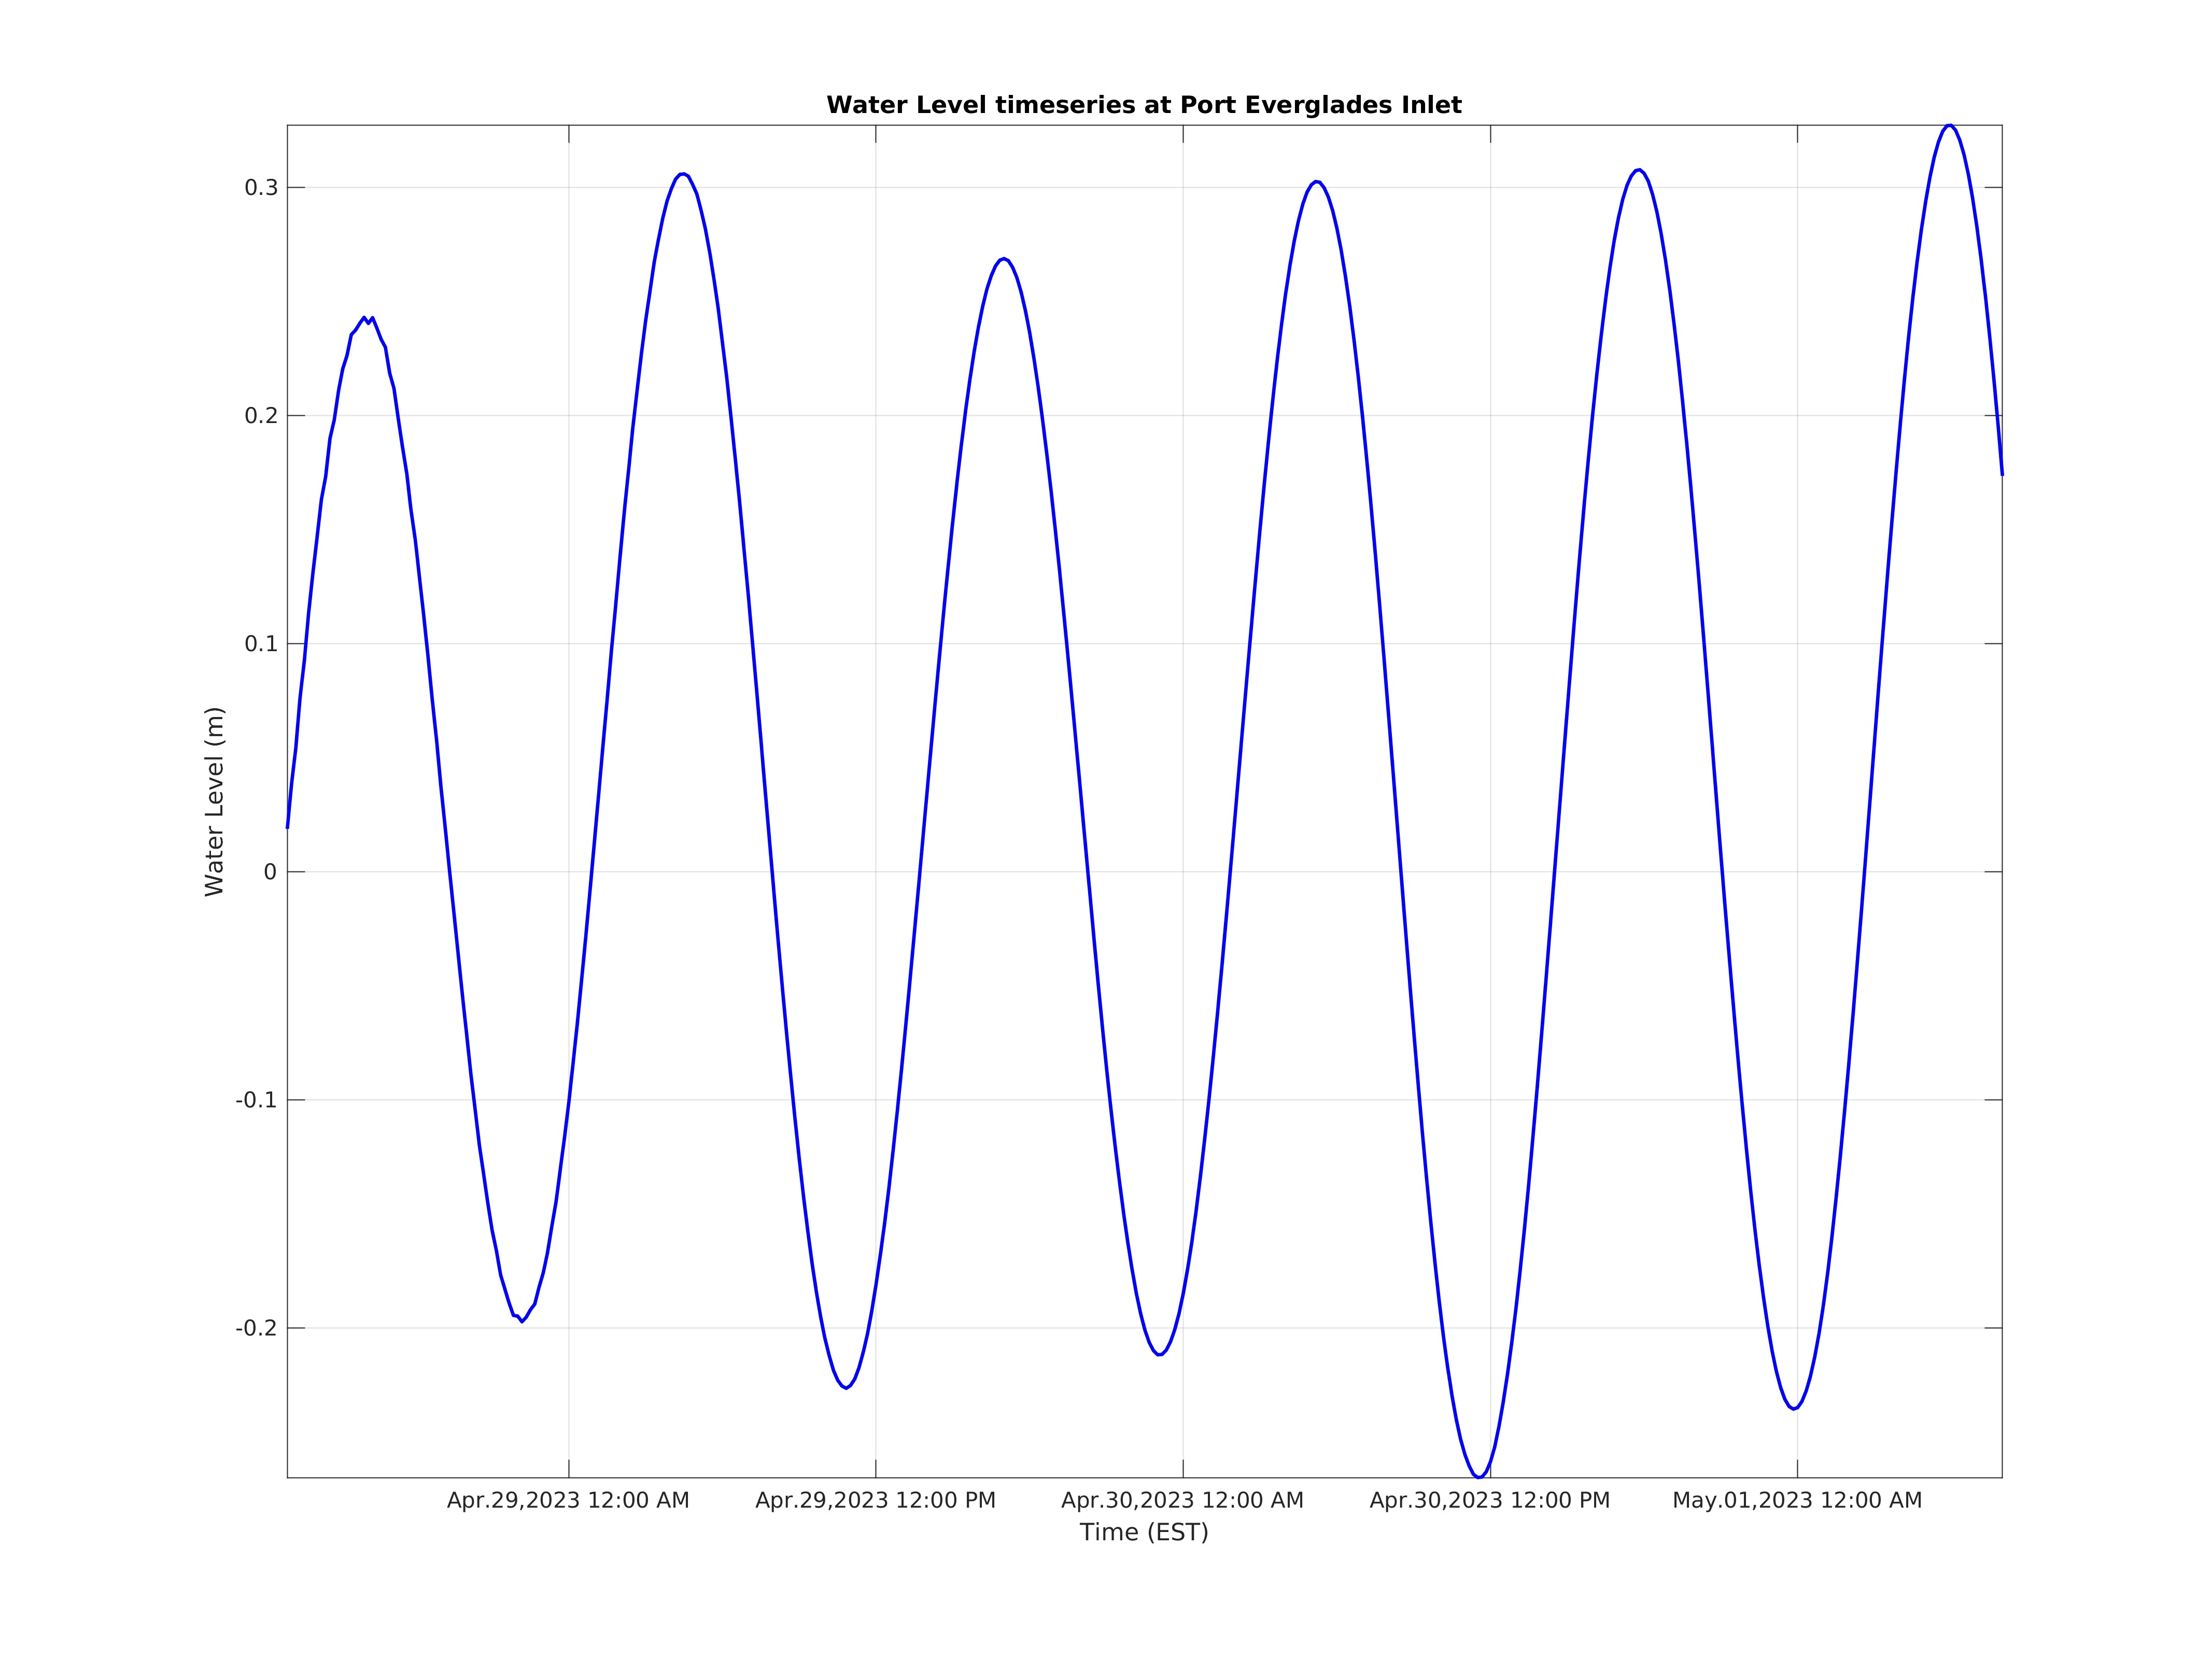 Water Level timeseries at Port Everglades Inlet
0.3
0.2
0.1
0
-0.1
-0.2
Water Level (m)
Apr.29,2023 12:00 AM
Apr.29,2023 12:00 PM
Apr.30,2023 12:00 AM
Apr.30,2023 12:00 PM
May.01,2023 12:00 AM
Time (EST)